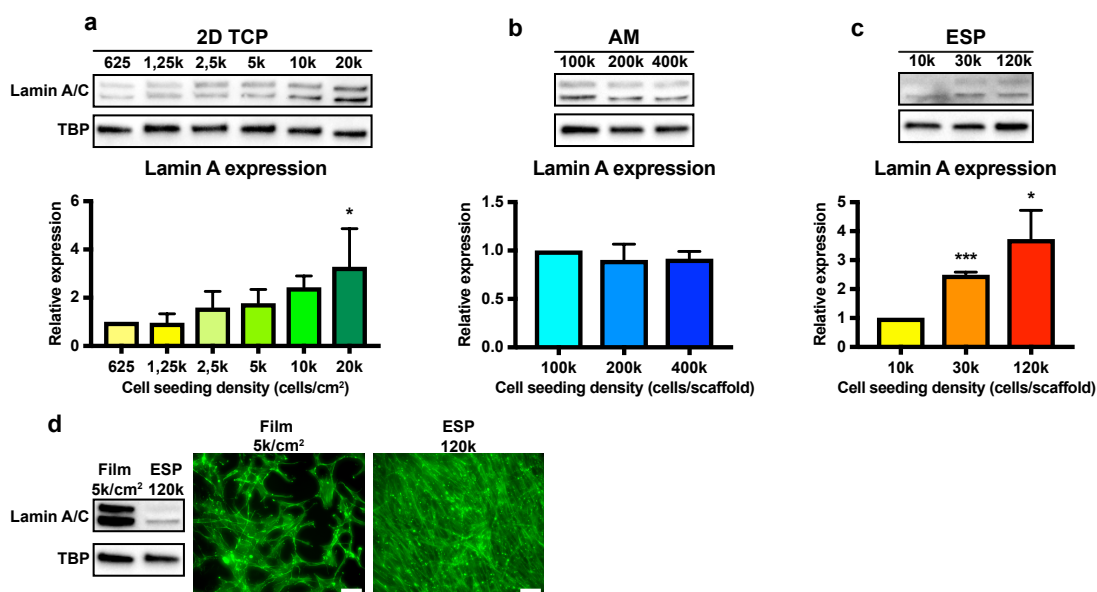 a
2D TCP
625 1,25k 2,5k 5k 10k 20k
Lamin A/C
TBP
Lamin A expression
Relative expression
6
4
2
0
*
625 1,25k 2,5k 5k 10k 20k
Cell seeding density (cells/cm²)
b
AM
100k 200k 400k
Lamin A expression
Relative expression
1.5
1.0
0.5
0.0
100k 200k 400k
Cell seeding density (cells/scaffold)
c
ESP
10k 30k 120k
Lamin A expression
Relative expression
5
4
3
2
1
0
***
*
10k 30k 120k
Cell seeding density (cells/scaffold)
d
Film ESP
5k/cm² 120k
Lamin A/C
TBP
Film
5k/cm²
ESP
120k